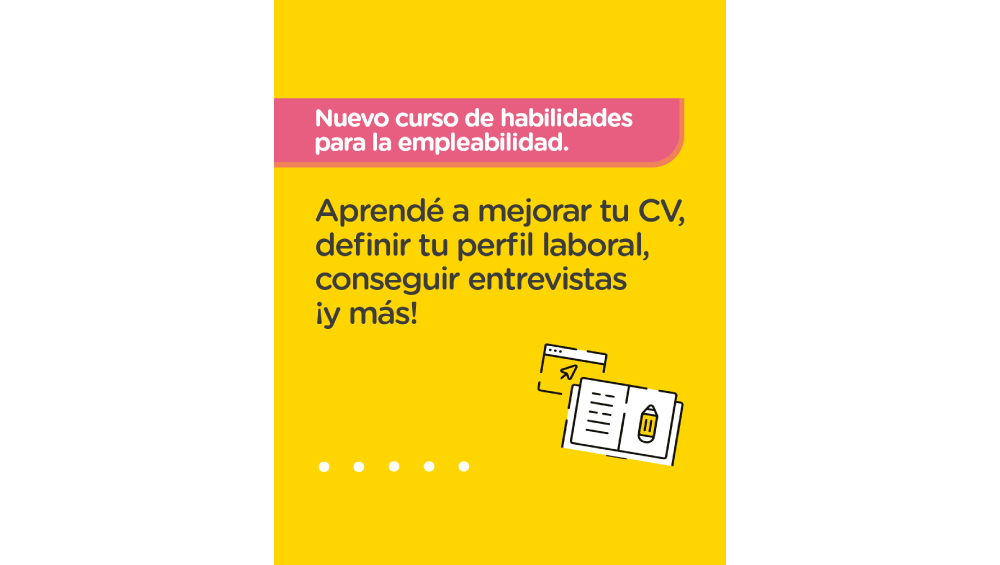 Nuevo curso de habilidades
para la empleabilidad.
Aprendé a mejorar tu CV,
definir tu perfil laboral,
conseguir entrevistas
¡y más!